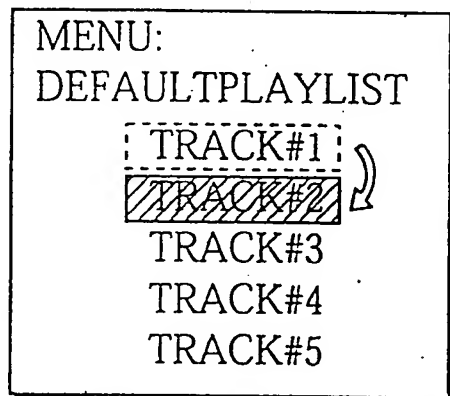 MENU:
DEFAULTPLAYLIST
TRACK#1
TRACK#2
TRACK#3
TRACK#4
TRACK#5